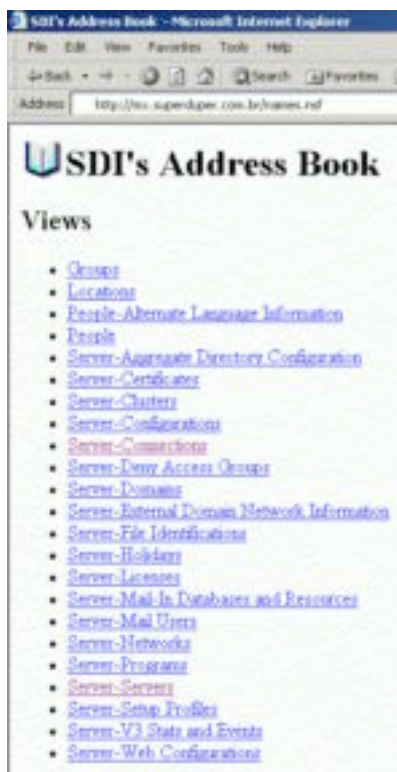 SDI's Address Book - Microsoft Internet Explorer
File Edit View Favorites Tools Help
Back Search Favorites
Address http://ns.superduper.com.br/names.nsf
SDI's Address Book
Views
Groups
Locations
People-Alternate Language Information
People
Server-Aggregate Directory Configuration
Server-Certificates
Server-Clusters
Server-Configurations
Server-Connections
Server-Deny Access Groups
Server-Domains
Server-External Domain Network Information
Server-File Identifications
Server-Holidays
Server-Licenses
Server-Mail-In Databases and Resources
Server-Mail Users
Server-Networks
Server-Programs
Server-Servers
Server-Setup Profiles
Server-V3 Stats and Events
Server-Web Configurations